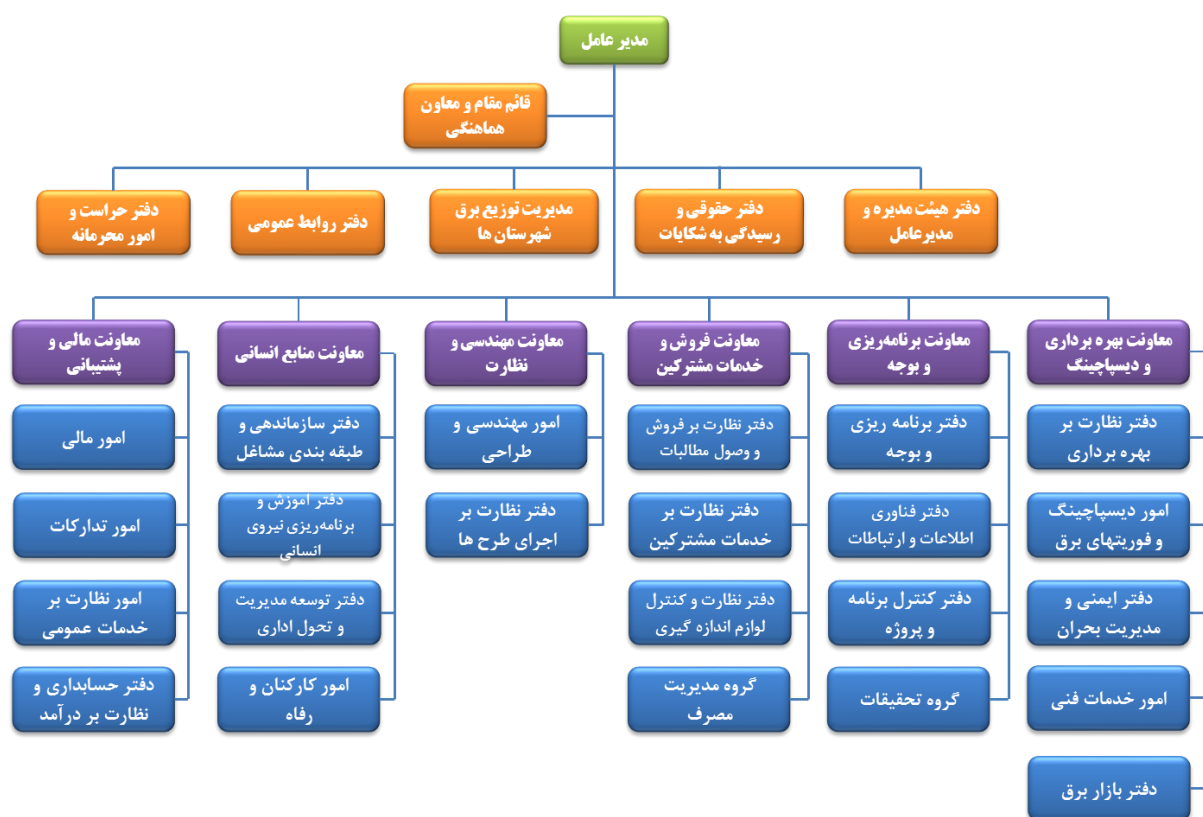 مدیر عامل
قائم مقام و معاون
هماهنگی
دفتر هیئت مدیره و
مدیرعامل
دفتر حقوقی و
رسیدگی به شکایات
مدیریت توزیع برق
شهرستان ها
دفتر روابط عمومی
دفتر حراست و
امور محرمانه
معاونت بهره برداری
و دیسپاچینگ
دفتر نظارت بر
بهره برداری
امور دیسپاچینگ
و فوریتهای برق
دفتر ایمنی و
مدیریت بحران
امور خدمات فنی
دفتر بازار برق
معاونت برنامه‌ریزی
و بوجه
دفتر برنامه ریزی
و بوجه
دفتر فناوری
اطلاعات و ارتباطات
دفتر کنترل برنامه
و پروژه
گروه تحقیقات
معاونت فروش و
خدمات مشترکین
دفتر نظارت بر فروش
و وصول مطالبات
دفتر نظارت بر
خدمات مشترکین
دفتر نظارت و کنترل
لوازم اندازه گیری
گروه مدیریت
مصرف
معاونت مهندسی و
نظارت
امور مهندسی و
طراحی
دفتر نظارت بر
اجرای طرح ها
معاونت منابع انسانی
دفتر سازماندهی و
طبقه بندی مشاغل
دفتر اموزش و
برنامه‌ریزی نیروی
انسانی
دفتر توسعه مدیریت
و تحول اداری
امور کارکنان و
رفاه
معاونت مالی و
پشتیبانی
امور مالی
امور تدارکات
امور نظارت بر
خدمات عمومی
دفتر حسابداری و
نظارت بر درآمد